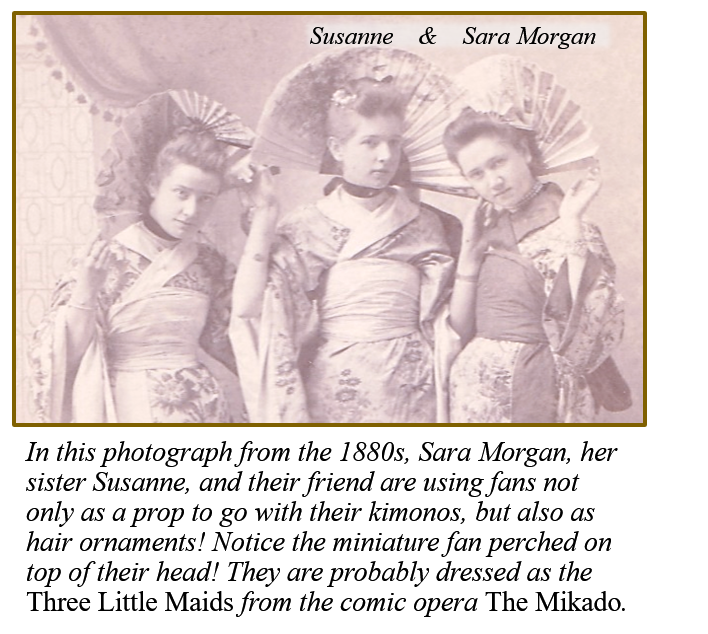 Susanne & Sara Morgan
In this photograph from the 1880s, Sara Morgan, her
sister Susanne, and their friend are using fans not
only as a prop to go with their kimonos, but also as
hair ornaments! Notice the miniature fan perched on
top of their head! They are probably dressed as the
Three Little Maids from the comic opera The Mikado.